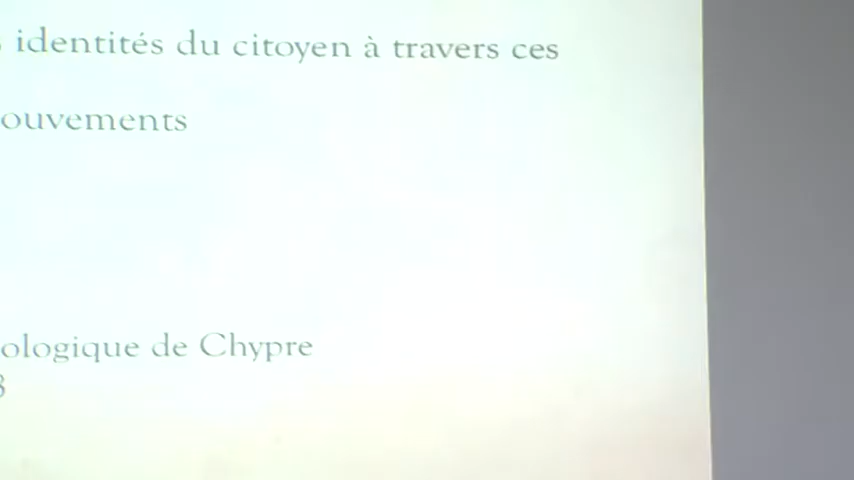 identités du citoyen à travers ces
ouvements
ologique de Chypre